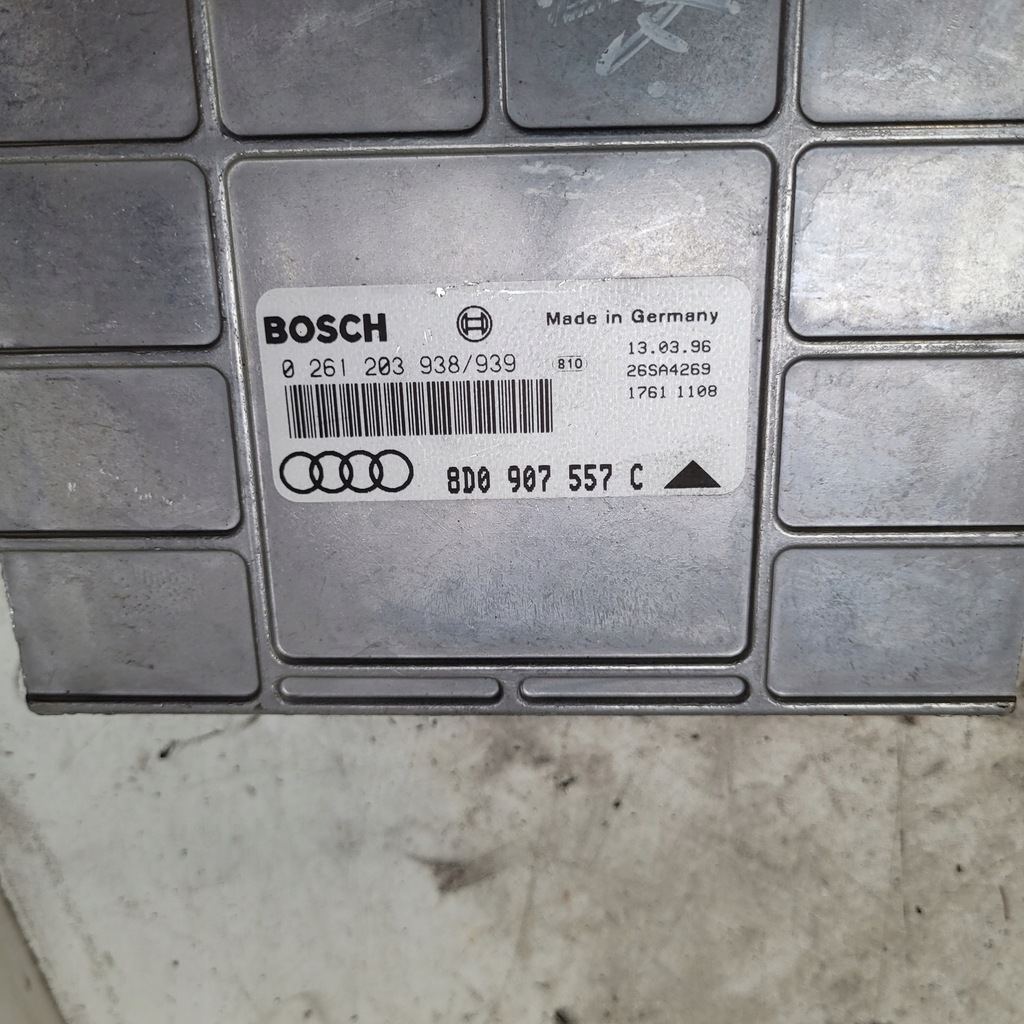 BOSCH
Made in Germany
0 261 203 938/939
810
13.03.96
26SA4269
1761 1108
8D0 907 557 C